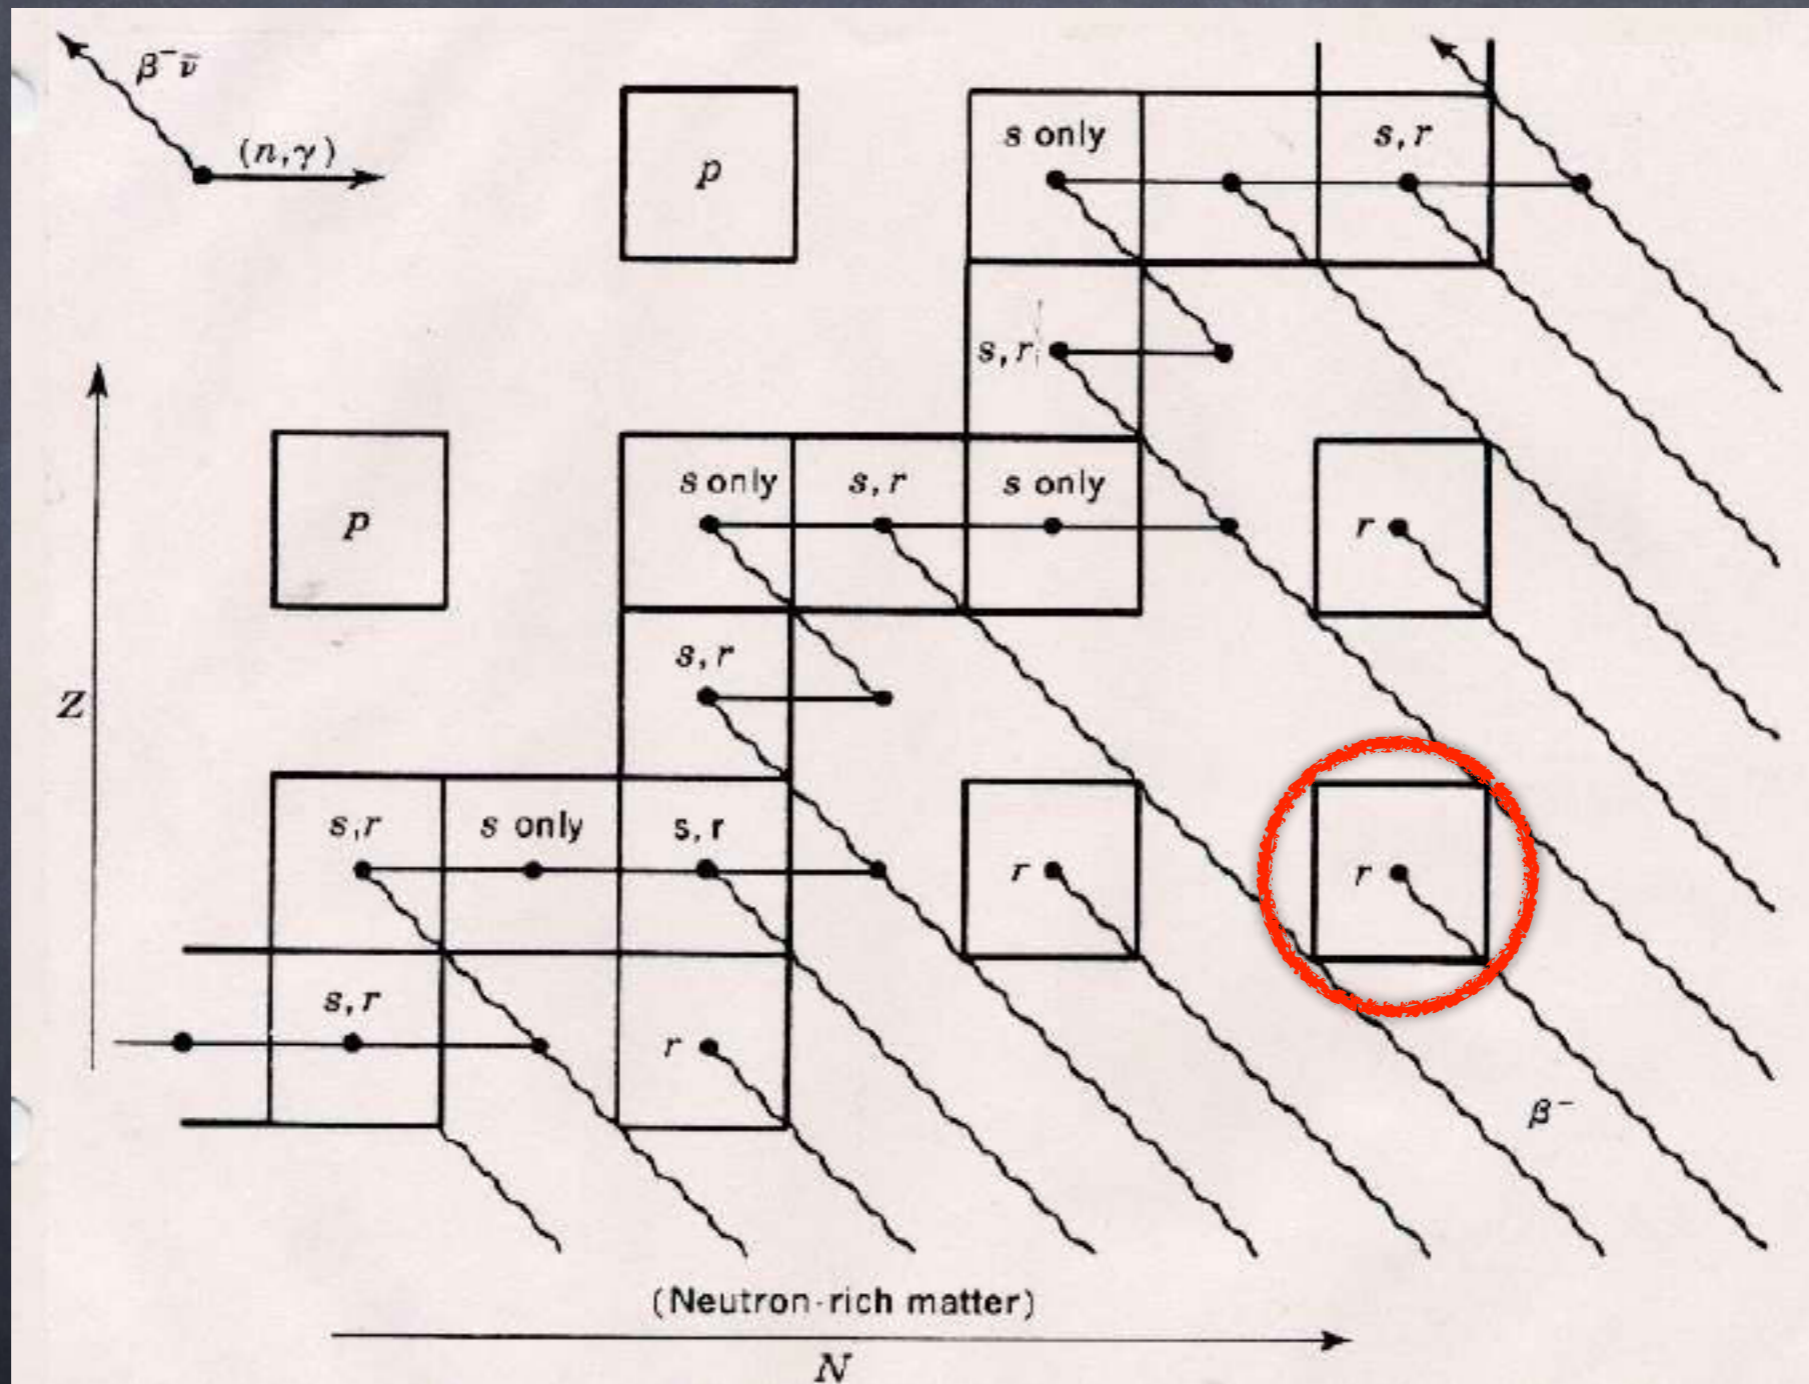 β⁻ ν̄
(n,γ)
p
s only
s,r
s,r
p
s only
s,r
s only
r
s,r
Z
s,r
s only
s,r
r
r
s,r
r
β⁻
(Neutron-rich matter)
N